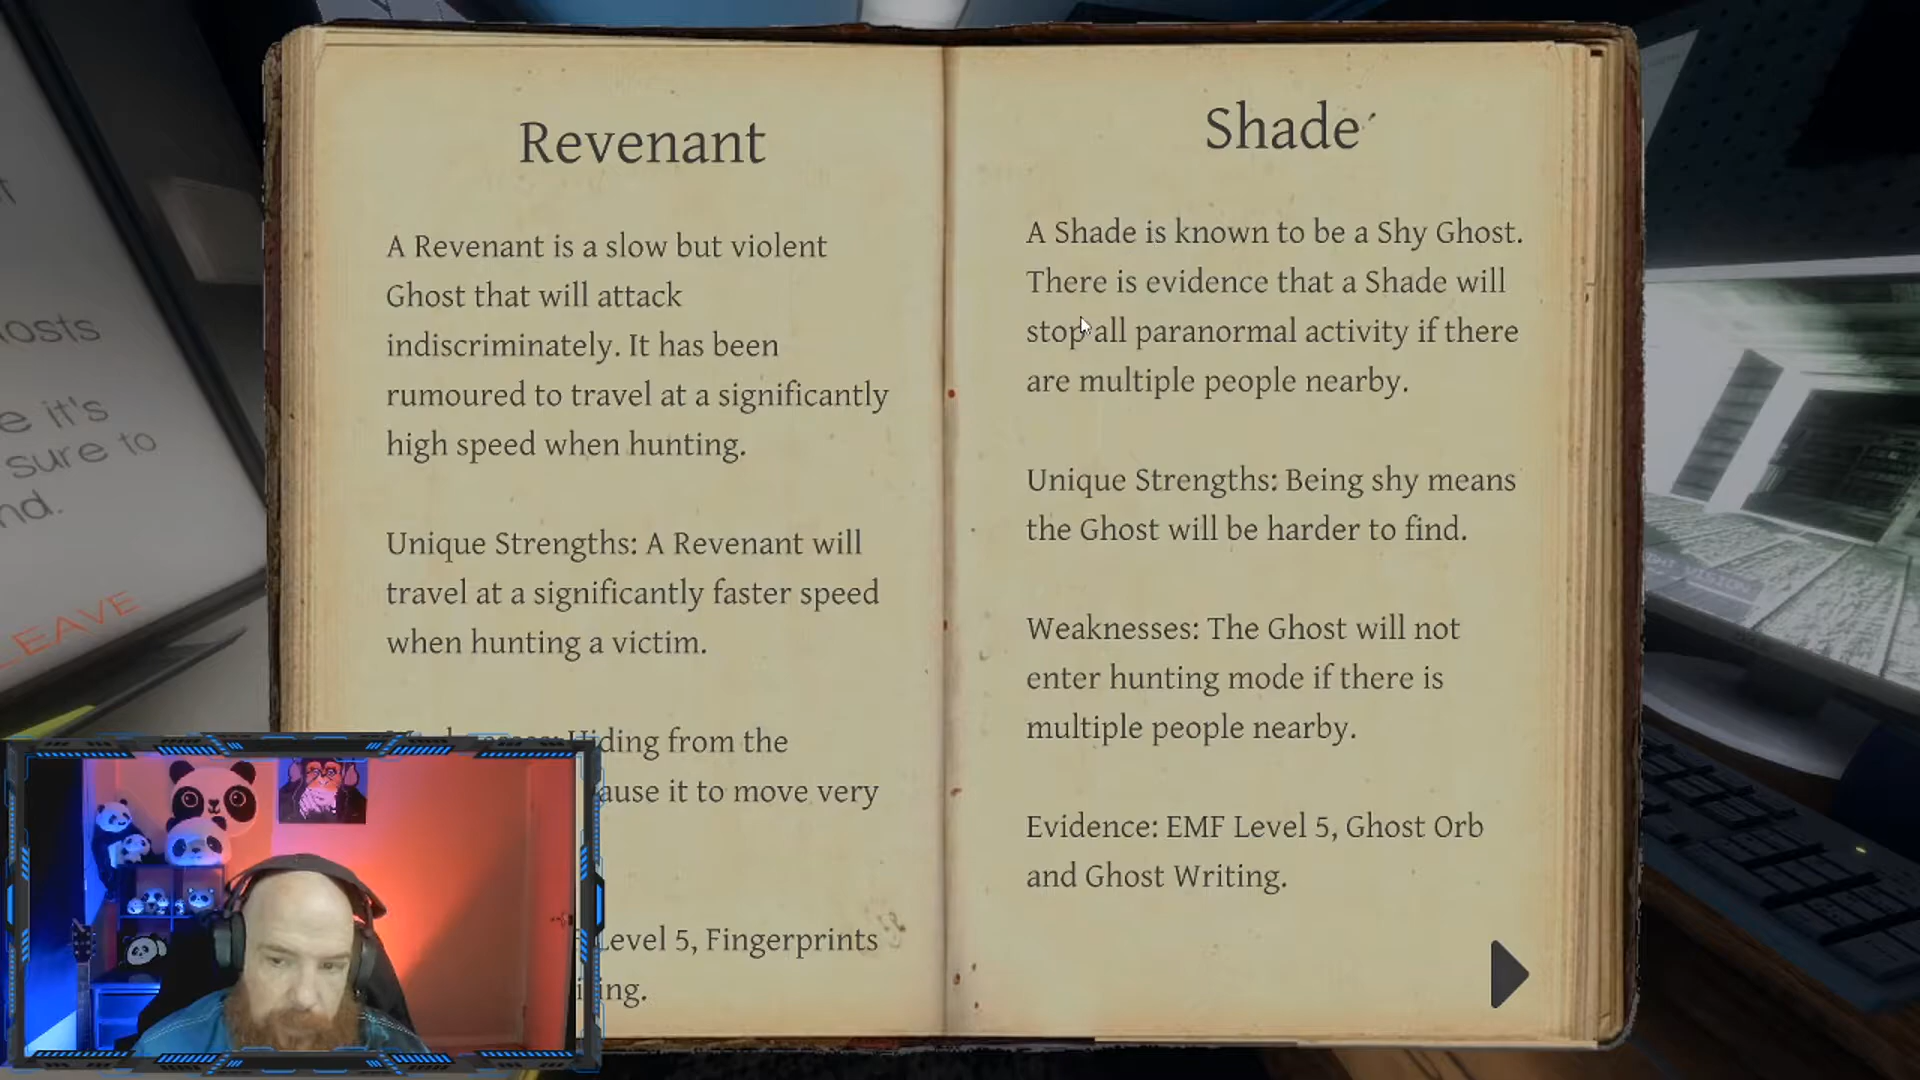 Revenant
A Revenant is a slow but violent
Ghost that will attack
indiscriminately. It has been
rumoured to travel at a significantly
high speed when hunting.
Unique Strengths: A Revenant will
travel at a significantly faster speed
when hunting a victim.
Hiding from the
ause it to move very
Level 5, Fingerprints
Shade
A Shade is known to be a Shy Ghost.
There is evidence that a Shade will
stop all paranormal activity if there
are multiple people nearby.
Unique Strengths: Being shy means
the Ghost will be harder to find.
Weaknesses: The Ghost will not
enter hunting mode if there is
multiple people nearby.
Evidence: EMF Level 5, Ghost Orb
and Ghost Writing.
osts
e it's
sure to
nd.
LEAVE